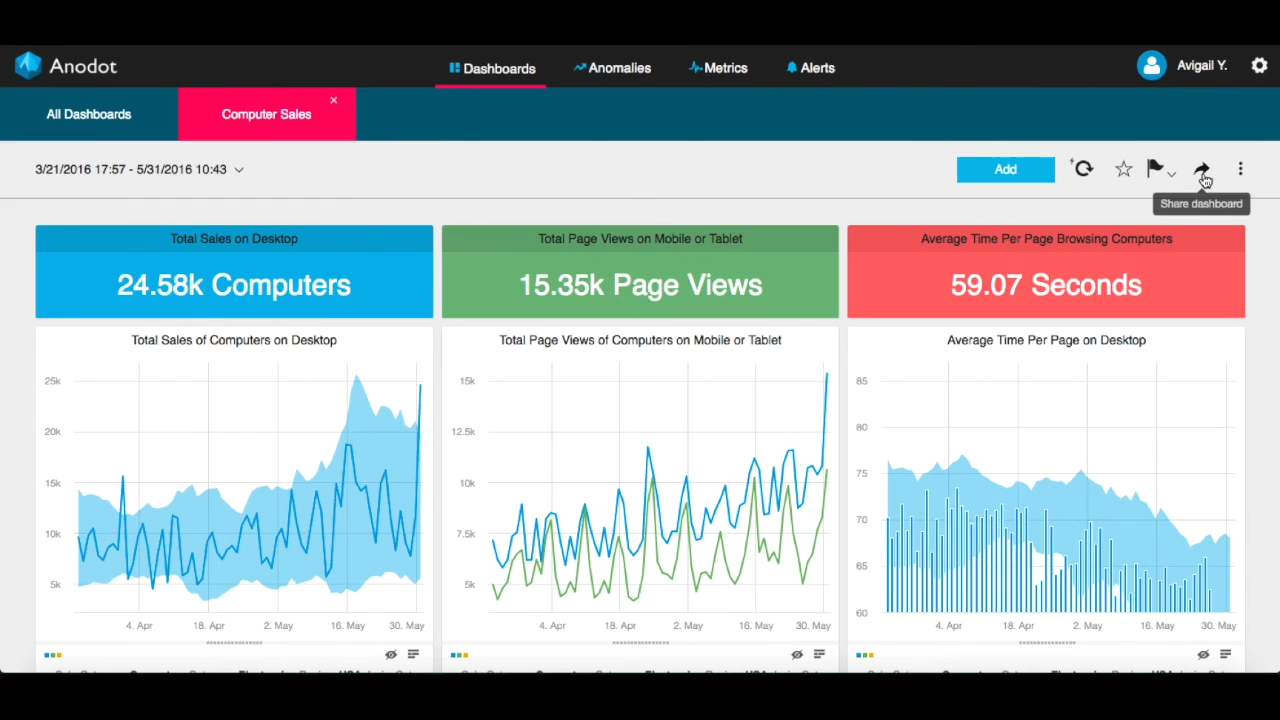 Anodot
Dashboards
Anomalies
Metrics
Alerts
Avigail Y.
All Dashboards
Computer Sales
×
3/21/2016 17:57 - 5/31/2016 10:43
Add
Share dashboard
Total Sales on Desktop
24.58k Computers
Total Page Views on Mobile or Tablet
15.35k Page Views
Average Time Per Page Browsing Computers
59.07 Seconds
Total Sales of Computers on Desktop
25k
20k
15k
10k
5k
4. Apr
18. Apr
2. May
16. May
30. May
Total Page Views of Computers on Mobile or Tablet
15k
12.5k
10k
7.5k
5k
4. Apr
18. Apr
2. May
16. May
30. May
Average Time Per Page on Desktop
85
80
75
70
65
60
4. Apr
18. Apr
2. May
16. May
30. May